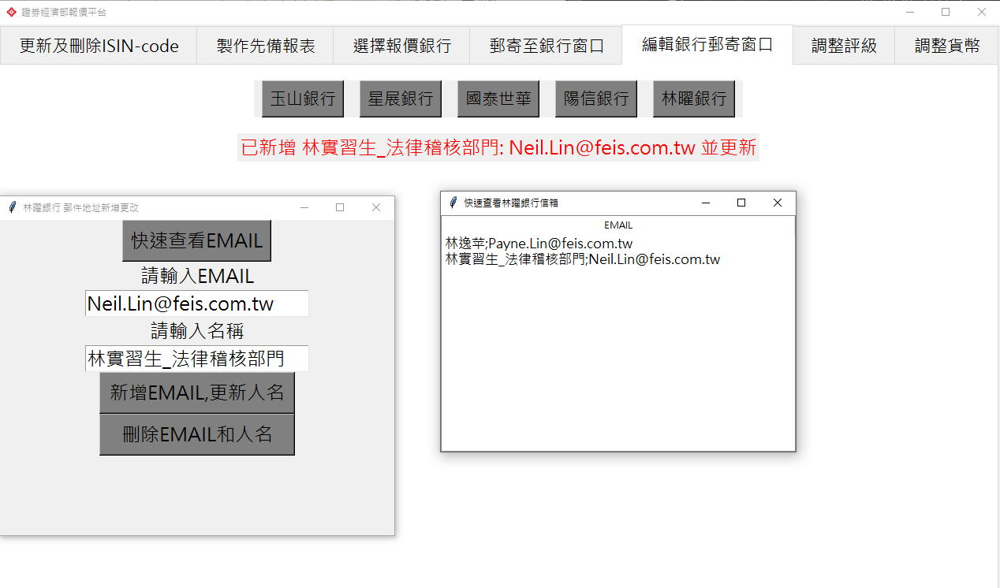 證券經濟部報價平台
更新及刪除ISIN-code 製作先備報表 選擇報價銀行 郵寄至銀行窗口 編輯銀行郵寄窗口 調整評級 調整貨幣
玉山銀行 星展銀行 國泰世華 陽信銀行 林曜銀行
已新增 林實習生_法律稽核部門: Neil.Lin@feis.com.tw 並更新
林曜銀行 郵件地址新增更改
快速查看EMAIL
請輸入EMAIL
Neil.Lin@feis.com.tw
請輸入名稱
林實習生_法律稽核部門
新增EMAIL,更新人名
刪除EMAIL和人名
快速查看林曜銀行信箱
EMAIL
林逸苹;Payne.Lin@feis.com.tw
林實習生_法律稽核部門;Neil.Lin@feis.com.tw